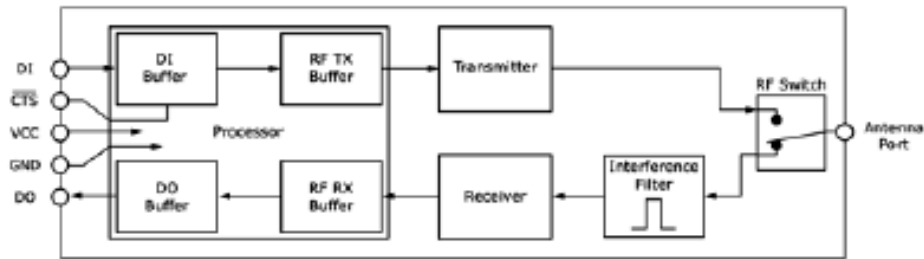 DI
CTS
VCC
GND
DO
DI
Buffer
RF TX
Buffer
Processor
DO
Buffer
RF RX
Buffer
Transmitter
Receiver
Interference
Filter
RF Switch
Antenna
Port